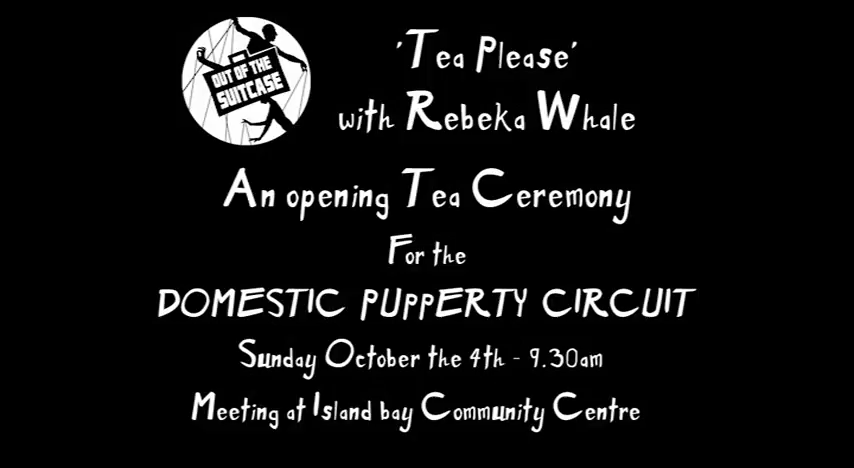 OUT OF THE
SUITCASE
'Tea Please'
with Rebeka Whale
An opening Tea Ceremony
For the
DOMESTIC PUPPERTY CIRCUIT
Sunday October the 4th - 9.30am
Meeting at Island bay Community Centre